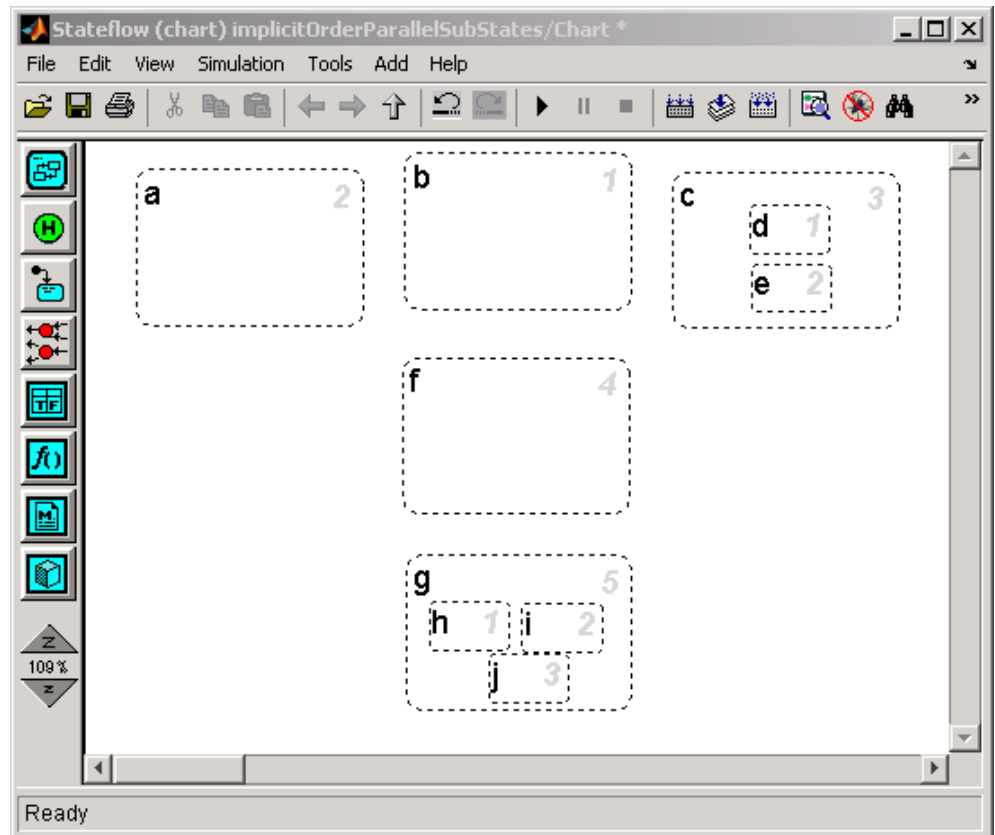 Stateflow (chart) implicitOrderParallelSubStates/Chart *
File Edit View Simulation Tools Add Help
H
a 2
b 1
c 3
d 1
e 2
TF
f()
M
f 4
g 5
h 1
i 2
j 3
Z
109 %
Z
Ready